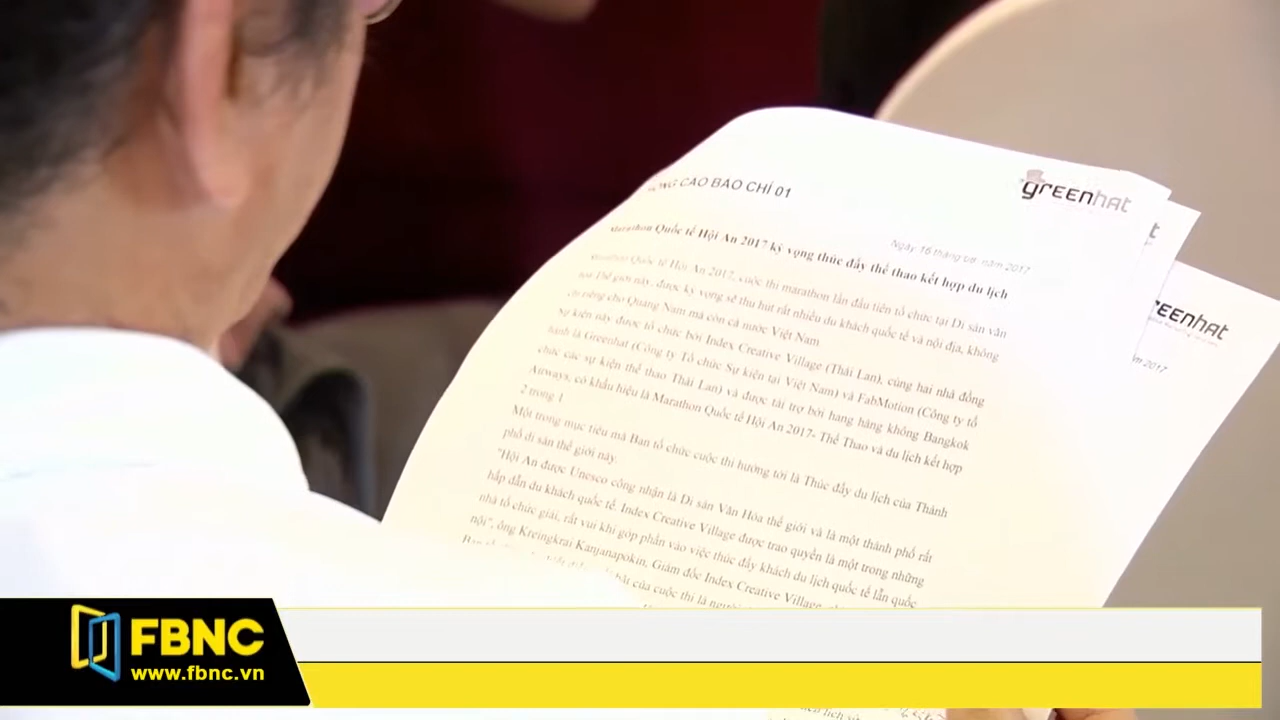 CAO BÁO CHÍ 01
greenhat
Ngày 16 tháng 08 năm 2017
Marathon Quốc tế Hội An 2017 kỳ vọng thúc đẩy thể thao kết hợp du lịch
Marathon Quốc tế Hội An 2017, cuộc thi marathon lần đầu tiên tổ chức tại Di sản văn
Thế giới này, được kỳ vọng sẽ thu hút rất nhiều du khách quốc tế và nội địa, không
riêng cho Quảng Nam mà còn cả nước Việt Nam
Sự kiện này được tổ chức bởi Index Creative Village (Thái Lan), cùng hai nhà đồng
hành là Greenhat (Công ty Tổ chức Sự kiện tại Việt Nam) và FabMotion (Công ty tổ
chức các sự kiện thể thao Thái Lan) và được tài trợ bởi hang hàng không Bangkok
Airways, có khẩu hiệu là Marathon Quốc tế Hội An 2017- Thể Thao và du lịch kết hợp
2 trong 1
Một trong mục tiêu mà Ban tổ chức cuộc thi hướng tới là Thúc đẩy du lịch của Thành
phố di sản thế giới này.
"Hội An được Unesco công nhận là Di sản Văn Hóa thế giới và là một thành phố rất
hấp dẫn du khách quốc tế. Index Creative Village được trao quyền là một trong những
nhà tổ chức giải, rất vui khi góp phần vào việc thúc đẩy khách du lịch quốc tế lẫn quốc
nội", ông Kreingkrai Kanjanapokin, Giám đốc Index Creative Village,
của cuộc thi là người
EENhat
2017
FBNC
www.fbnc.vn